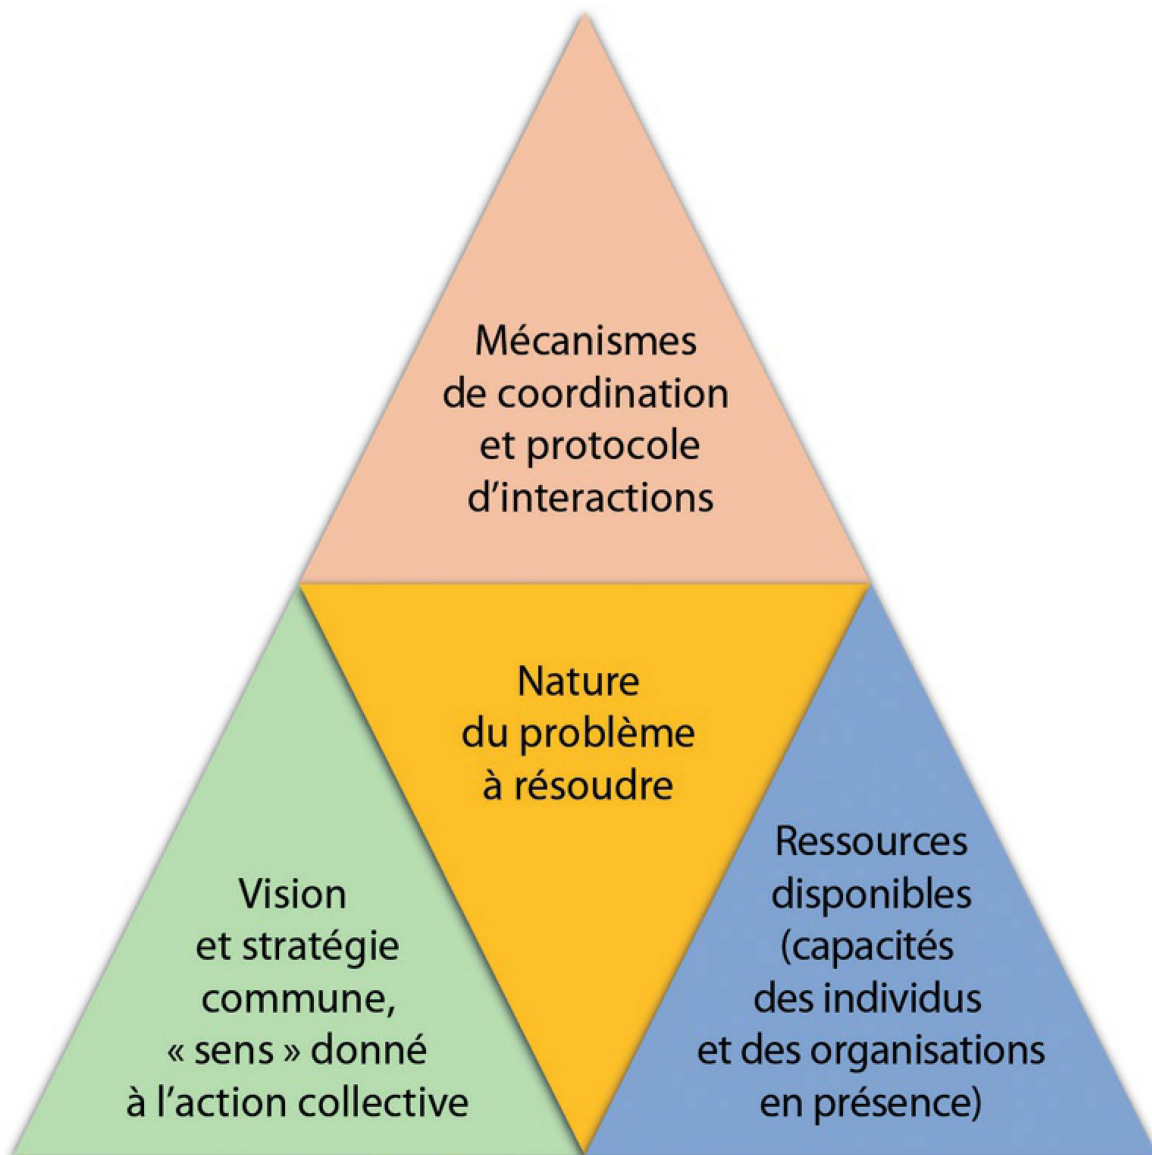 Mécanismes
de coordination
et protocole
d’interactions
Nature
du problème
à résoudre
Vision
et stratégie
commune,
« sens » donné
à l’action collective
Ressources
disponibles
(capacités
des individus
et des organisations
en présence)